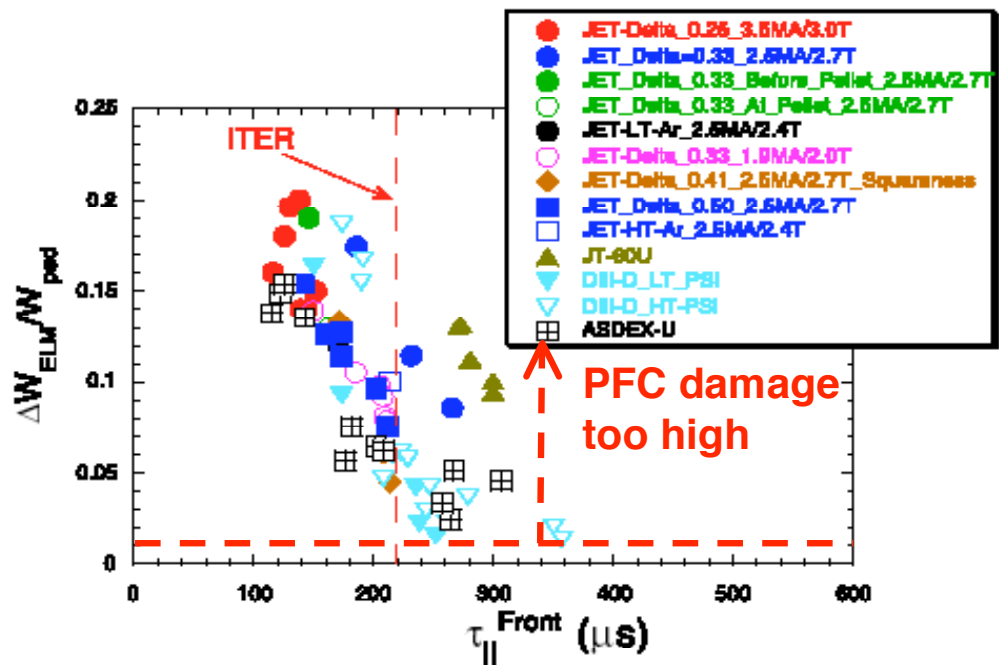 JET-Delta_0.25_3.5MA/3.0T
JET_Delta=0.33_2.5MA/2.7T
JET_Delta_0.33_Before_Pellet_2.5MA/2.7T
JET_Delta_0.33_At_Pellet_2.5MA/2.7T
JET-LT-Ar_2.5MA/2.4T
JET-Delta_0.33_1.9MA/2.0T
JET-Delta_0.41_2.5MA/2.7T_Squareness
JET_Delta_0.50_2.5MA/2.7T
JET-HT-Ar_2.5MA/2.4T
JT-60U
DIII-D_LT_PSI
DIII-D_HT-PSI
ASDEX-U
ITER
PFC damage
too high
ΔW_ELM/W_ped
0.25
0.2
0.15
0.1
0.05
0
0 100 200 300 400 500 600
τ_||^Front (μs)